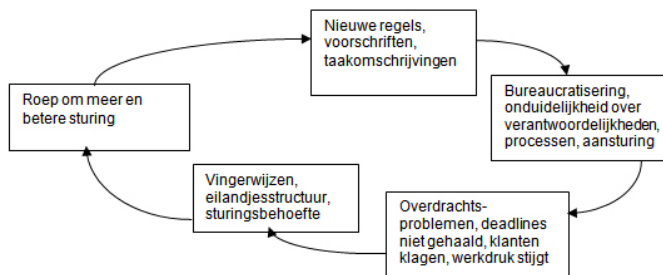 Nieuwe regels,
voorschriften,
taakomschrijvingen
Bureaucratisering,
onduidelijkheid over
verantwoordelijkheden,
processen, aansturing
Overdrachts-
problemen, deadlines
niet gehaald, klanten
klagen, werkdruk stijgt
Vingerwijzen,
eilandjesstructuur,
sturingsbehoefte
Roep om meer en
betere sturing